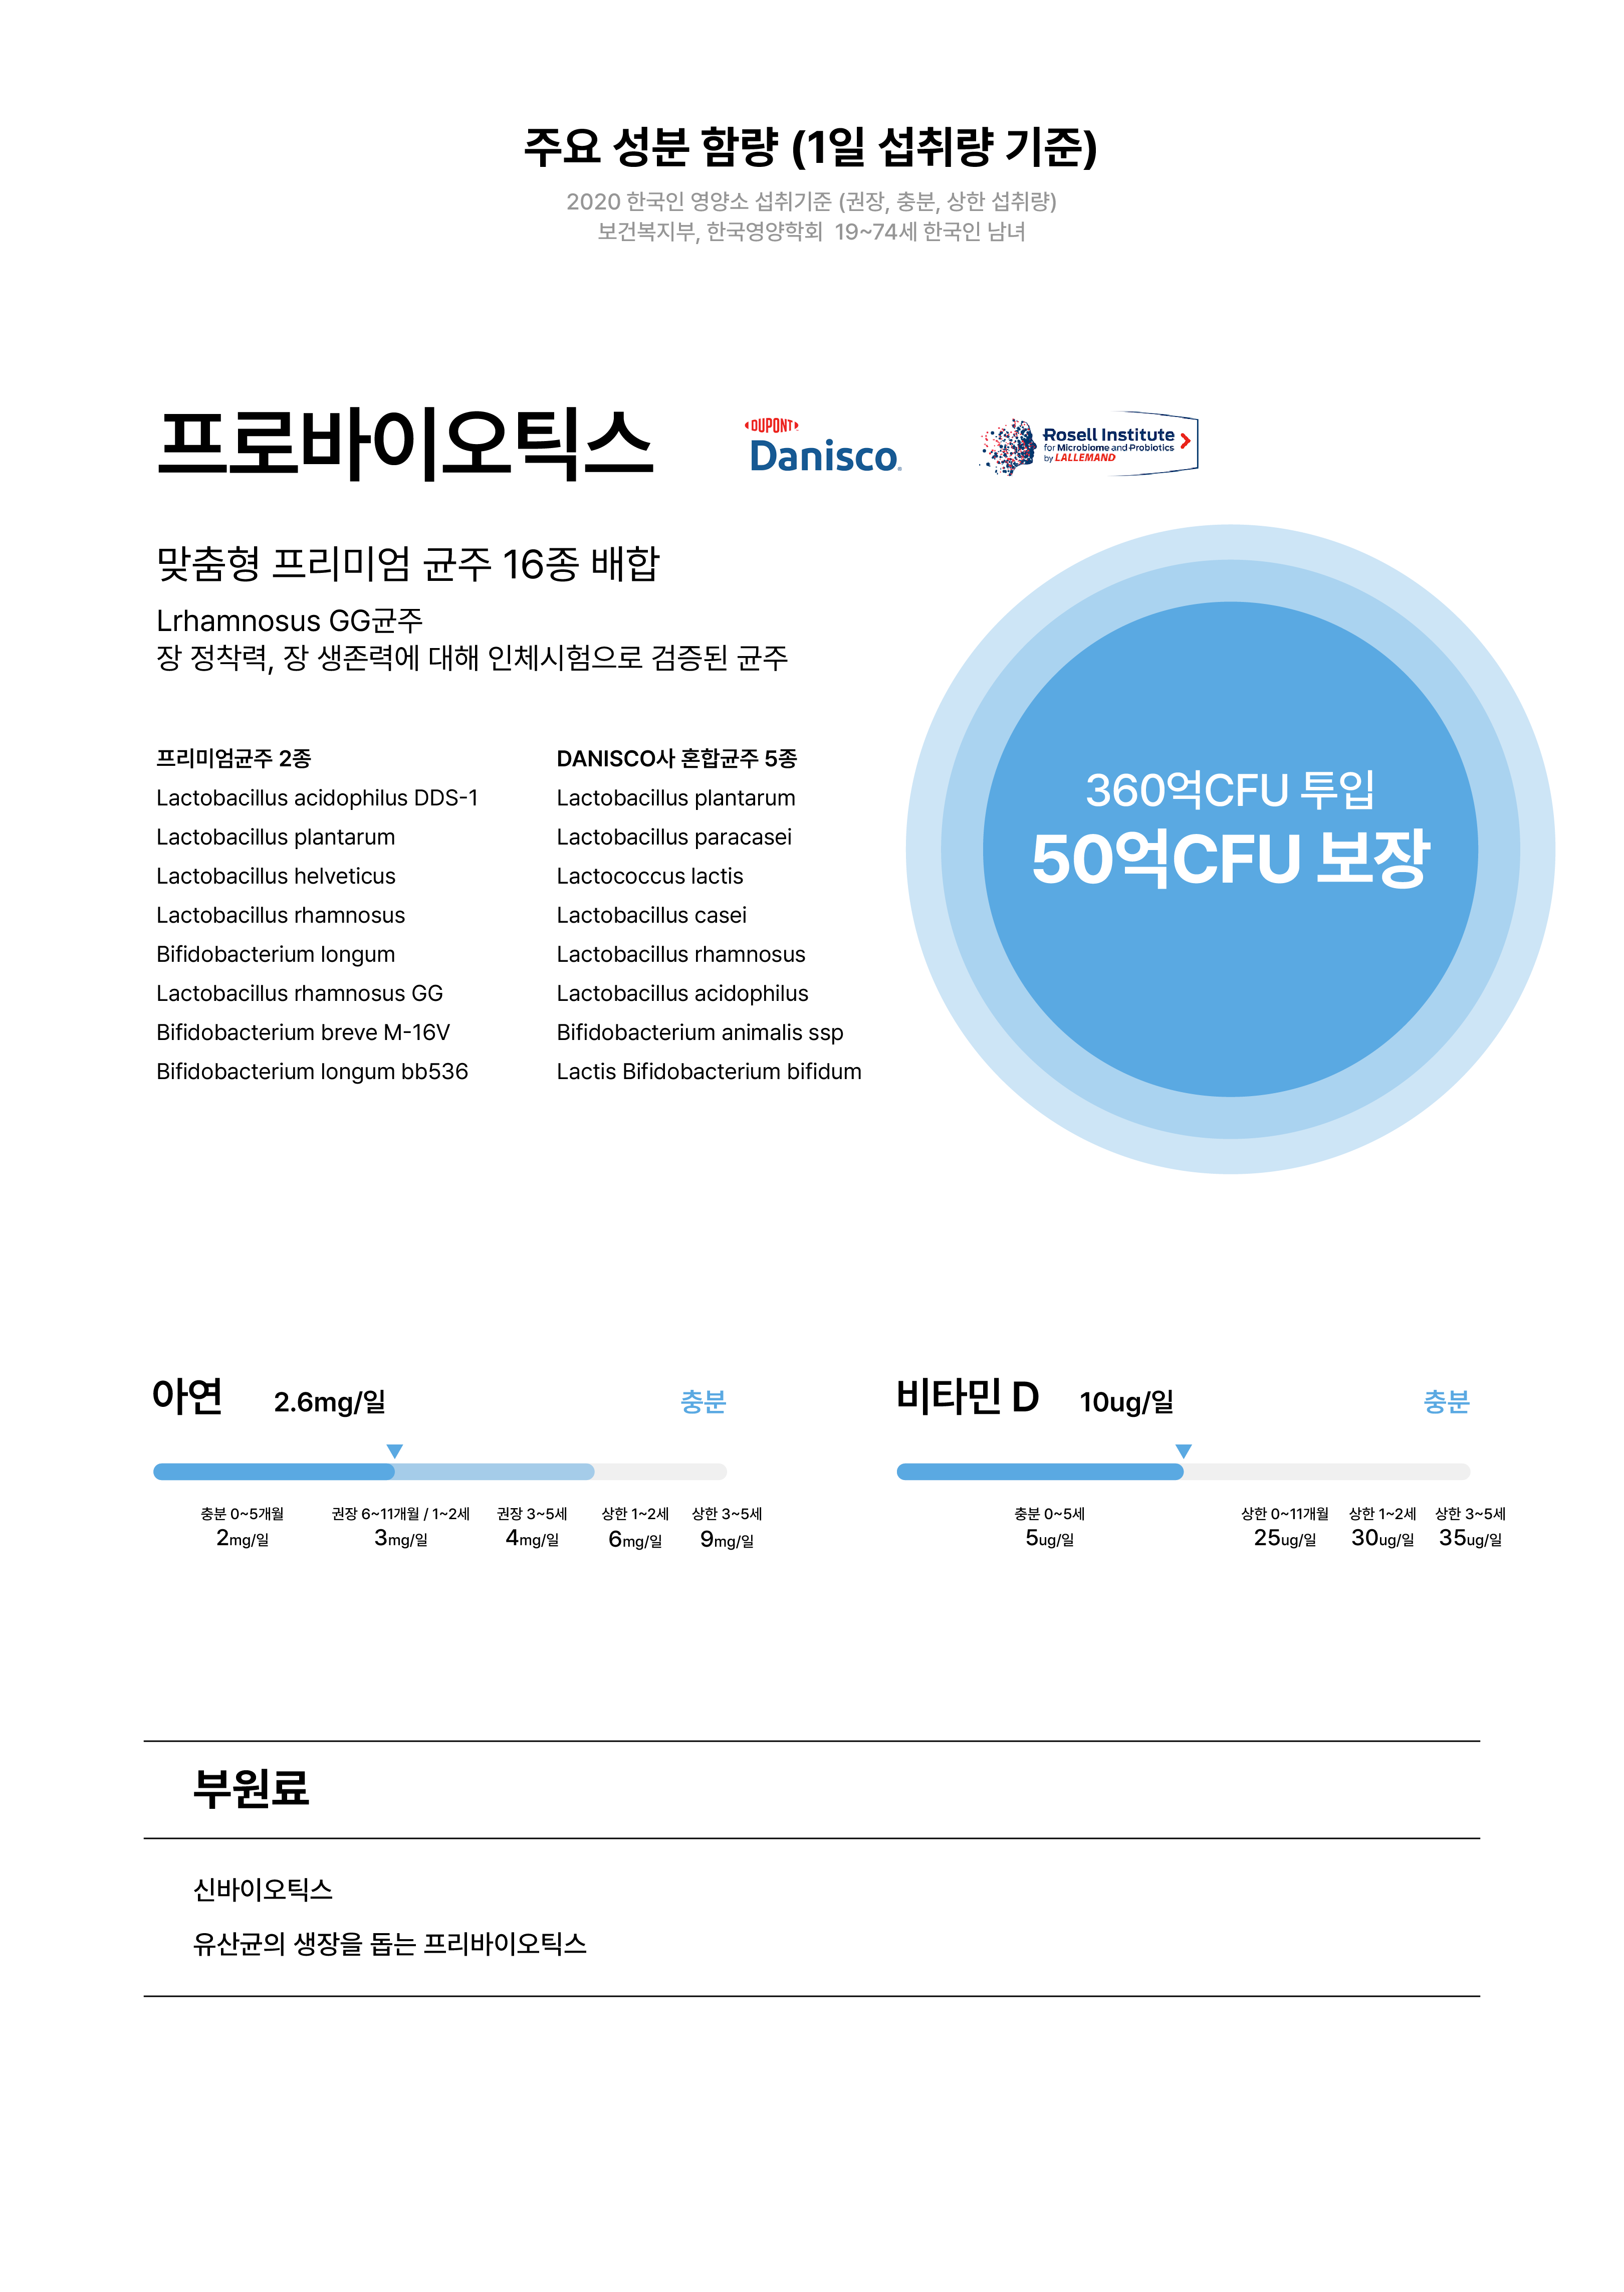 주요 성분 함량 (1일 섭취량 기준)
2020 한국인 영양소 섭취기준 (권장, 충분, 상한 섭취량)
보건복지부, 한국영양학회 19~74세 한국인 남녀
프로바이오틱스
DUPONT
Danisco
Rosell Institute
for Microbiome and Probiotics
by LALLEMAND
맞춤형 프리미엄 균주 16종 배합
Lrhamnosus GG균주
장 정착력, 장 생존력에 대해 인체시험으로 검증된 균주
프리미엄균주 2종
Lactobacillus acidophilus DDS-1
Lactobacillus plantarum
Lactobacillus helveticus
Lactobacillus rhamnosus
Bifidobacterium longum
Lactobacillus rhamnosus GG
Bifidobacterium breve M-16V
Bifidobacterium longum bb536
DANISCO사 혼합균주 5종
Lactobacillus plantarum
Lactobacillus paracasei
Lactococcus lactis
Lactobacillus casei
Lactobacillus rhamnosus
Lactobacillus acidophilus
Bifidobacterium animalis ssp
Lactis Bifidobacterium bifidum
360억CFU 투입
50억CFU 보장
아연 2.6mg/일 충분
충분 0~5개월
2mg/일
권장 6~11개월 / 1~2세
3mg/일
권장 3~5세
4mg/일
상한 1~2세
6mg/일
상한 3~5세
9mg/일
비타민 D 10ug/일 충분
충분 0~5세
5ug/일
상한 0~11개월
25ug/일
상한 1~2세
30ug/일
상한 3~5세
35ug/일
부원료
신바이오틱스
유산균의 생장을 돕는 프리바이오틱스